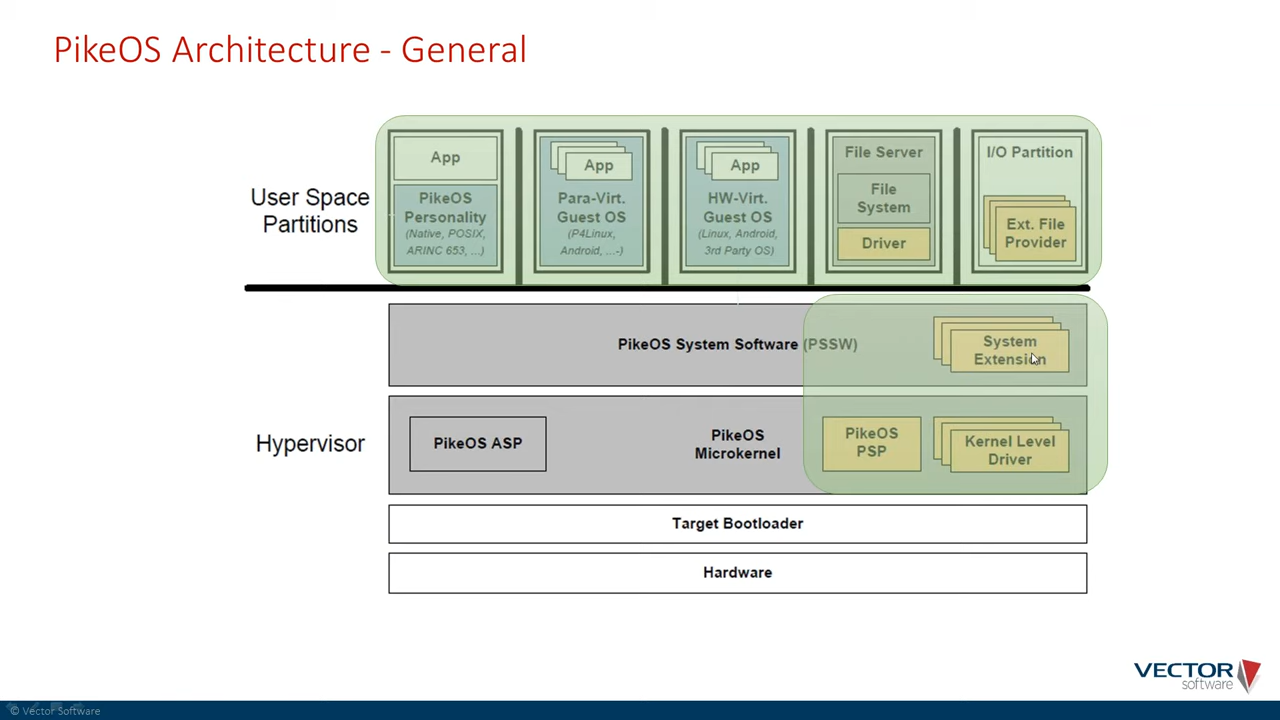 PikeOS Architecture - General
User Space
Partitions
App
PikeOS
Personality
(Native, POSIX,
ARINC 653, ...)
App
Para-Virt.
Guest OS
(P4Linux,
Android, ...-)
App
HW-Virt.
Guest OS
(Linux, Android,
3rd Party OS)
File Server
File
System
Driver
I/O Partition
Ext. File
Provider
PikeOS System Software (PSSW)
System
Extension
Hypervisor
PikeOS ASP
PikeOS
Microkernel
PikeOS
PSP
Kernel Level
Driver
Target Bootloader
Hardware
VECTOR
software
© Vector Software